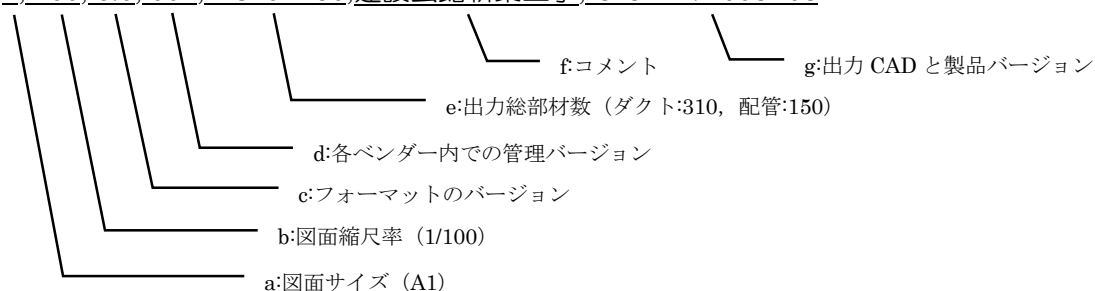 f:コメント
g:出力 CAD と製品バージョン
e:出力総部材数（ダクト:310，配管:150）
d:各ベンダー内での管理バージョン
c:フォーマットのバージョン
b:図面縮尺率（1/100）
a:図面サイズ（A1）